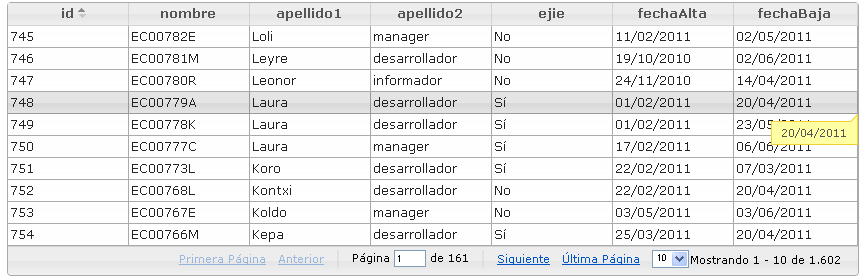 id nombre apellido1 apellido2 ejie fechaAlta fechaBaja
745 EC00782E Loli manager No 11/02/2011 02/05/2011
746 EC00781M Leyre desarrollador No 19/10/2010 02/06/2011
747 EC00780R Leonor informador No 24/11/2010 14/04/2011
748 EC00779A Laura desarrollador Sí 01/02/2011 20/04/2011
749 EC00778K Laura desarrollador Sí 01/02/2011 23/05
20/04/2011
750 EC00777C Laura manager Sí 17/02/2011 06/06/2011
751 EC00773L Koro desarrollador Sí 22/02/2011 07/03/2011
752 EC00768L Kontxi desarrollador No 22/02/2011 20/04/2011
753 EC00767E Koldo manager No 03/05/2011 03/06/2011
754 EC00766M Kepa desarrollador Sí 25/03/2011 20/04/2011
Primera Página Anterior Página 1 de 161 Siguiente Última Página 10 Mostrando 1 - 10 de 1.602